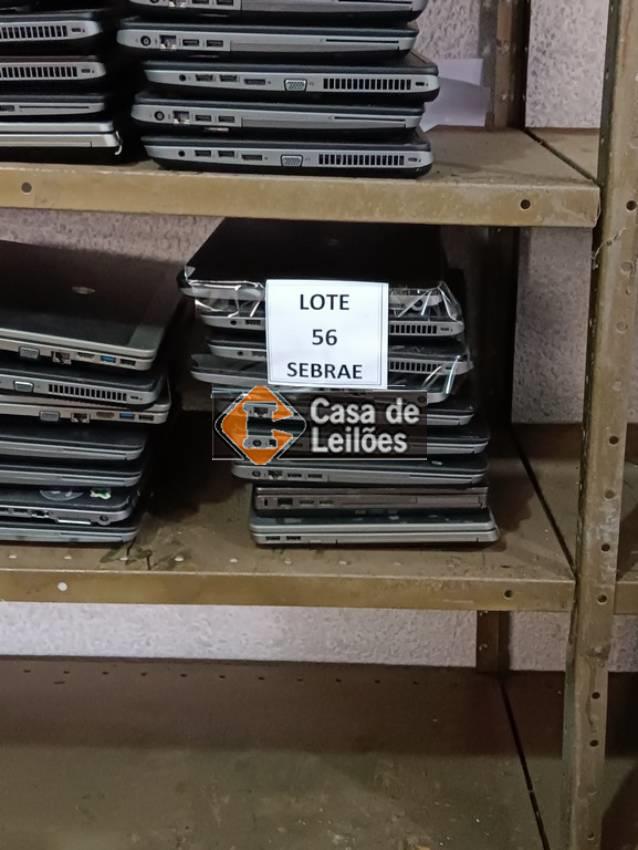 LOTE
56
SEBRAE
Casa de
Leilões